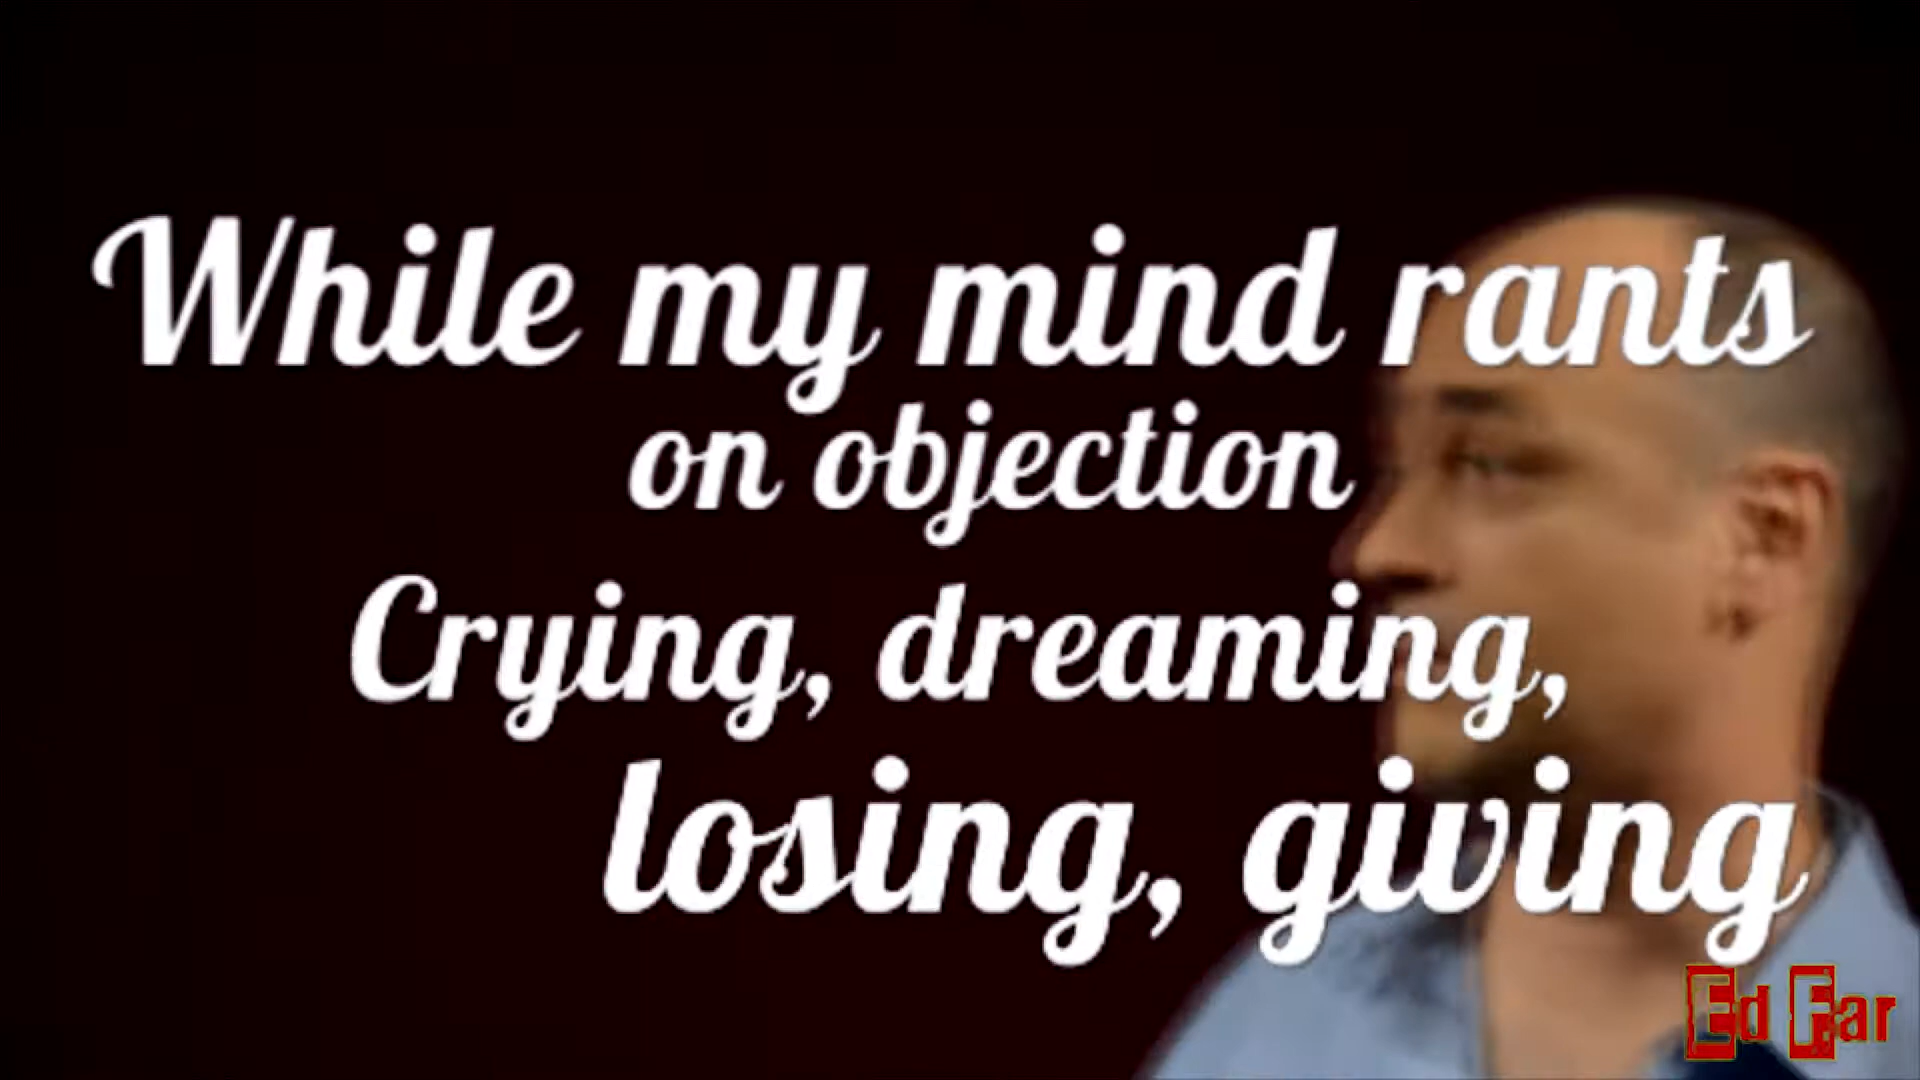 While my mind rants
on objection
Crying, dreaming,
losing, giving
Ed Far